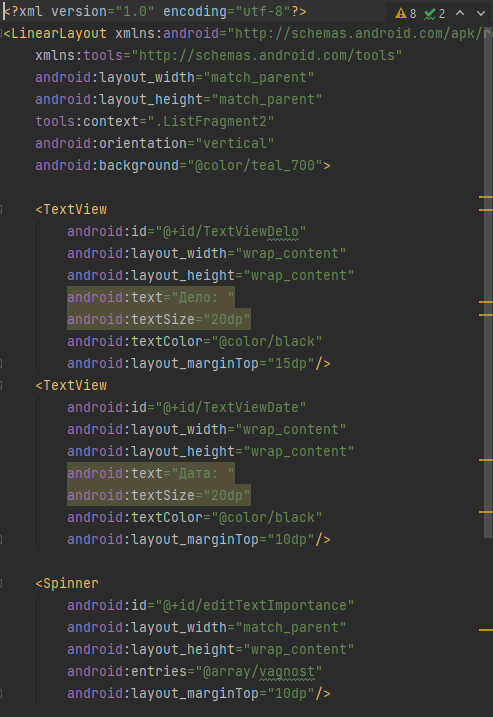 <?xml version="1.0" encoding="utf-8"?> 8 2
<LinearLayout xmlns:android="http://schemas.android.com/apk/
xmlns:tools="http://schemas.android.com/tools"
android:layout_width="match_parent"
android:layout_height="match_parent"
tools:context=".ListFragment2"
android:orientation="vertical"
android:background="@color/teal_700">
<TextView
android:id="@+id/TextViewDelo"
android:layout_width="wrap_content"
android:layout_height="wrap_content"
android:text="Дело: "
android:textSize="20dp"
android:textColor="@color/black"
android:layout_marginTop="15dp"/>
<TextView
android:id="@+id/TextViewDate"
android:layout_width="wrap_content"
android:layout_height="wrap_content"
android:text="Дата: "
android:textSize="20dp"
android:textColor="@color/black"
android:layout_marginTop="10dp"/>
<Spinner
android:id="@+id/editTextImportance"
android:layout_width="match_parent"
android:layout_height="wrap_content"
android:entries="@array/vagnost"
android:layout_marginTop="10dp"/>